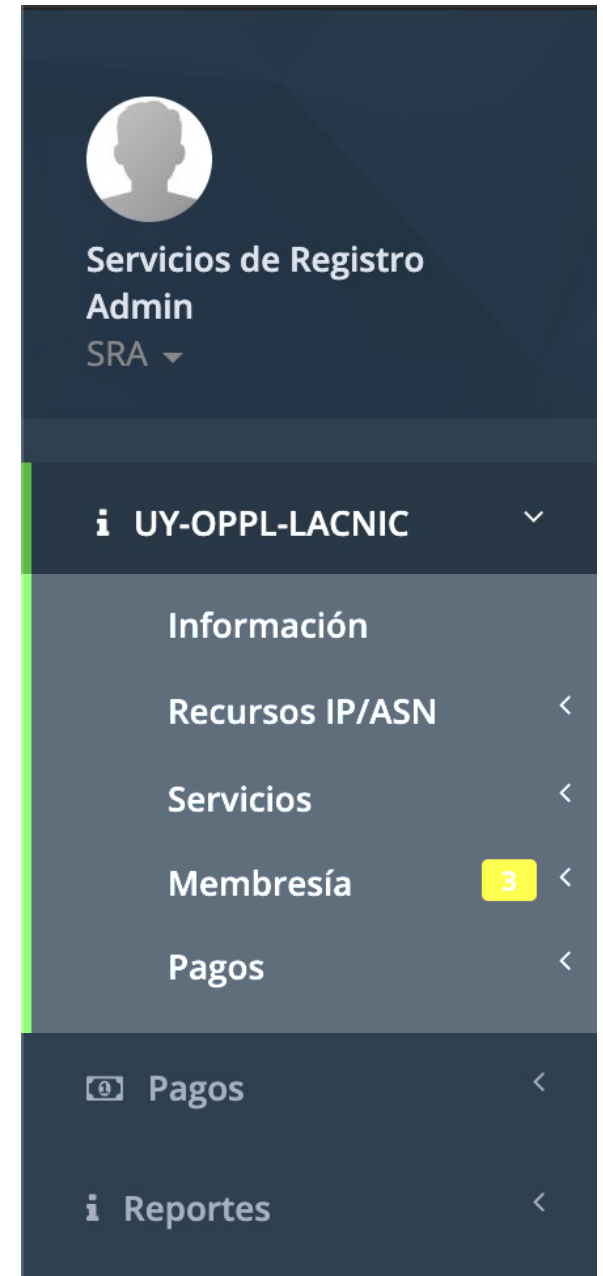 Servicios de Registro
Admin
SRA
UY-OPPL-LACNIC
Información
Recursos IP/ASN
Servicios
Membresía 3
Pagos
Pagos
Reportes